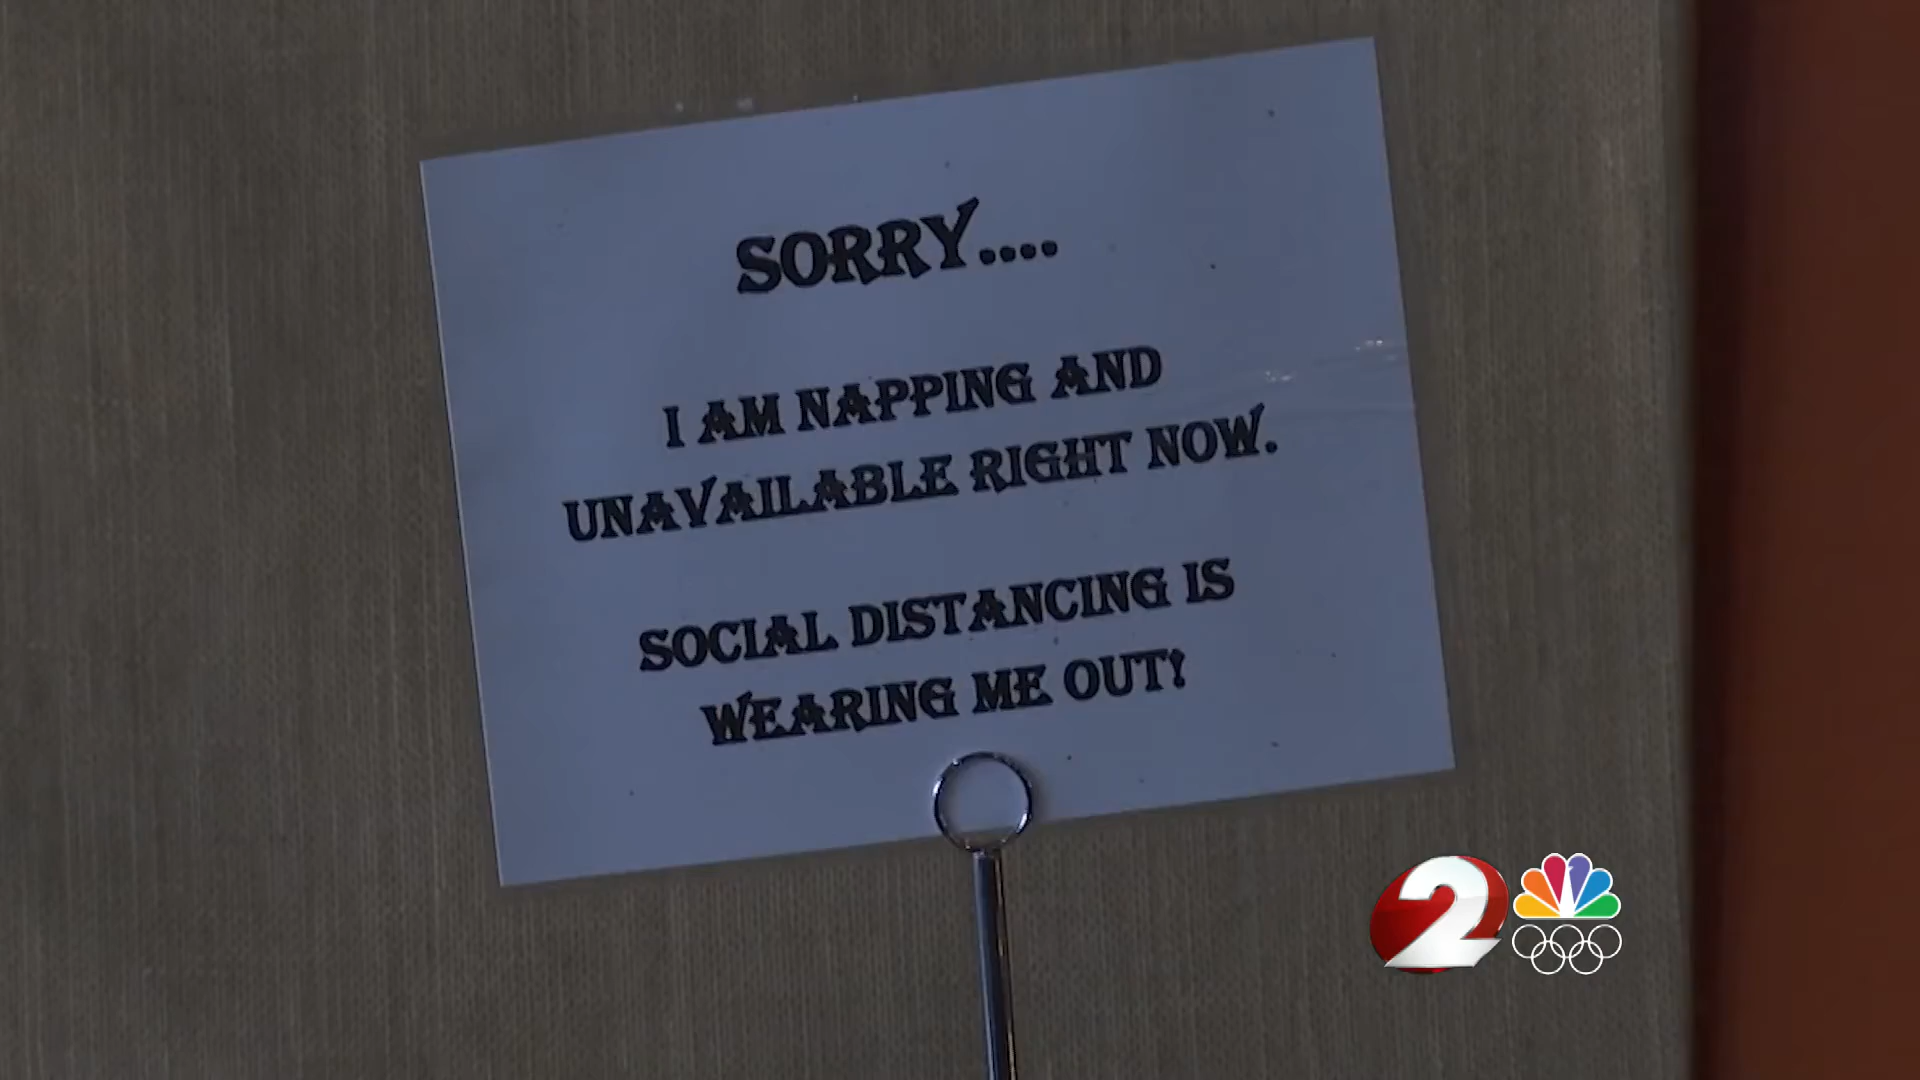 SORRY....
I AM NAPPING AND
UNAVAILABLE RIGHT NOW.
SOCIAL DISTANCING IS
WEARING ME OUT!
2